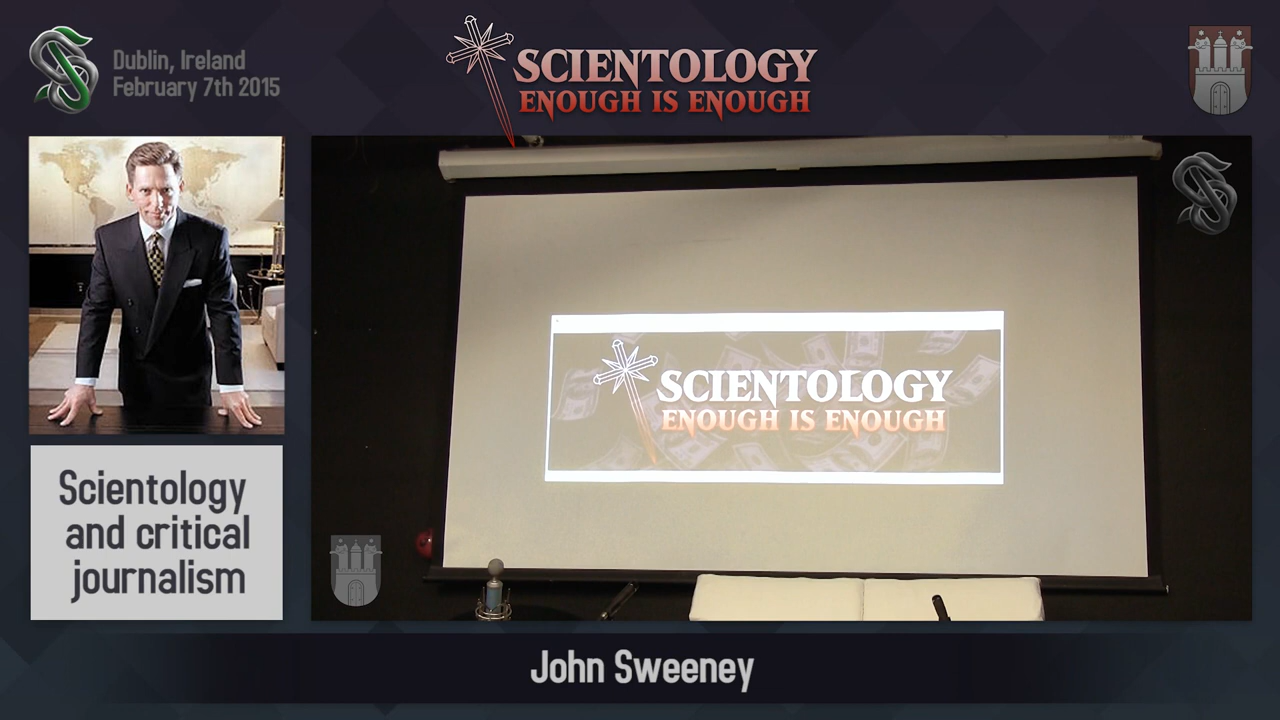 Dublin, Ireland
February 7th 2015
SCIENTOLOGY
ENOUGH IS ENOUGH
SCIENTOLOGY
ENOUGH IS ENOUGH
Scientology
and critical
journalism
John Sweeney